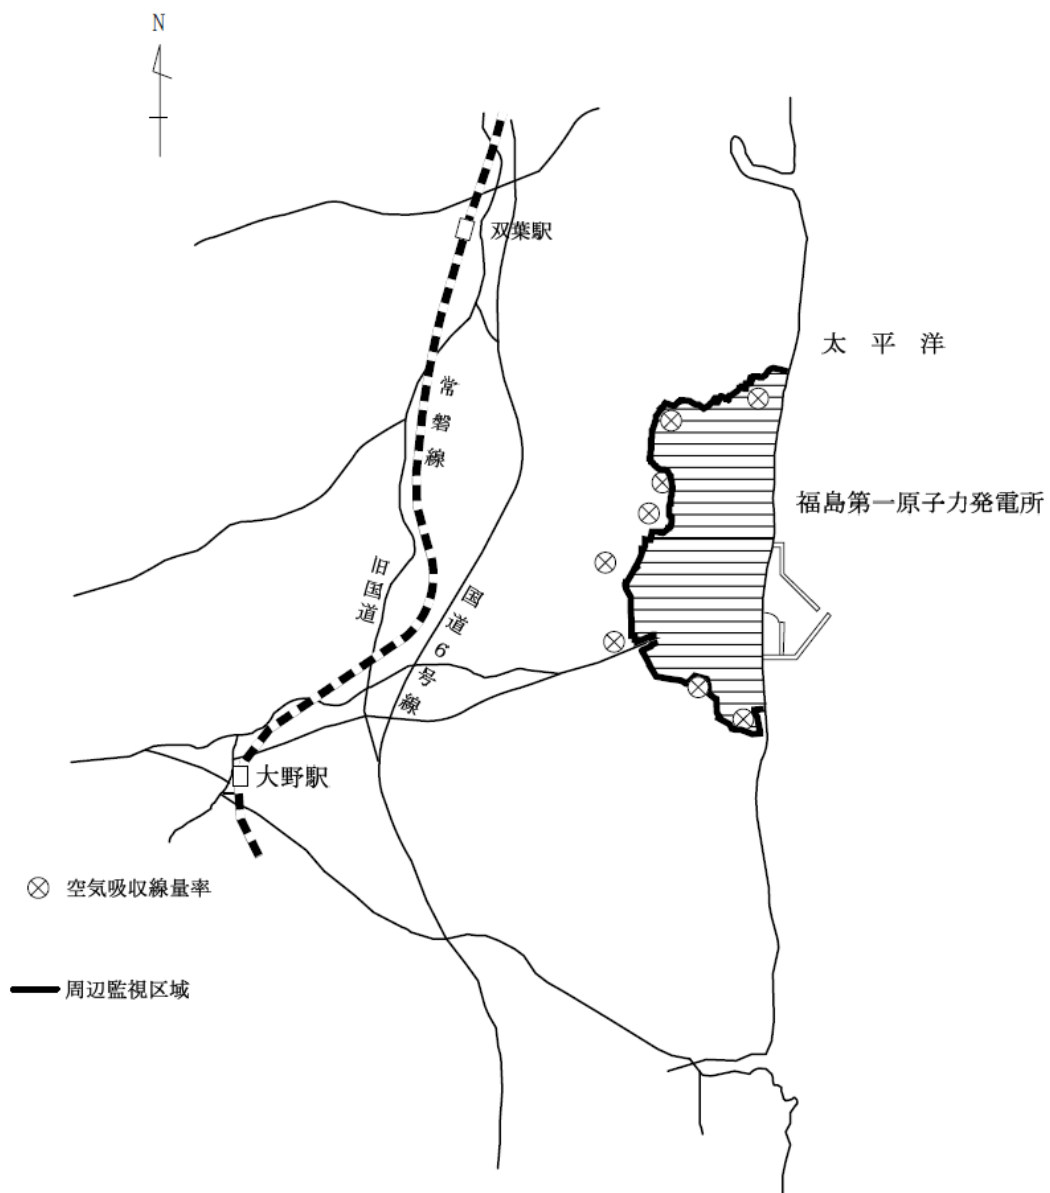 N
双葉駅
太平洋
常磐線
福島第一原子力発電所
旧国道
国道6号線
大野駅
空気吸収線量率
周辺監視区域